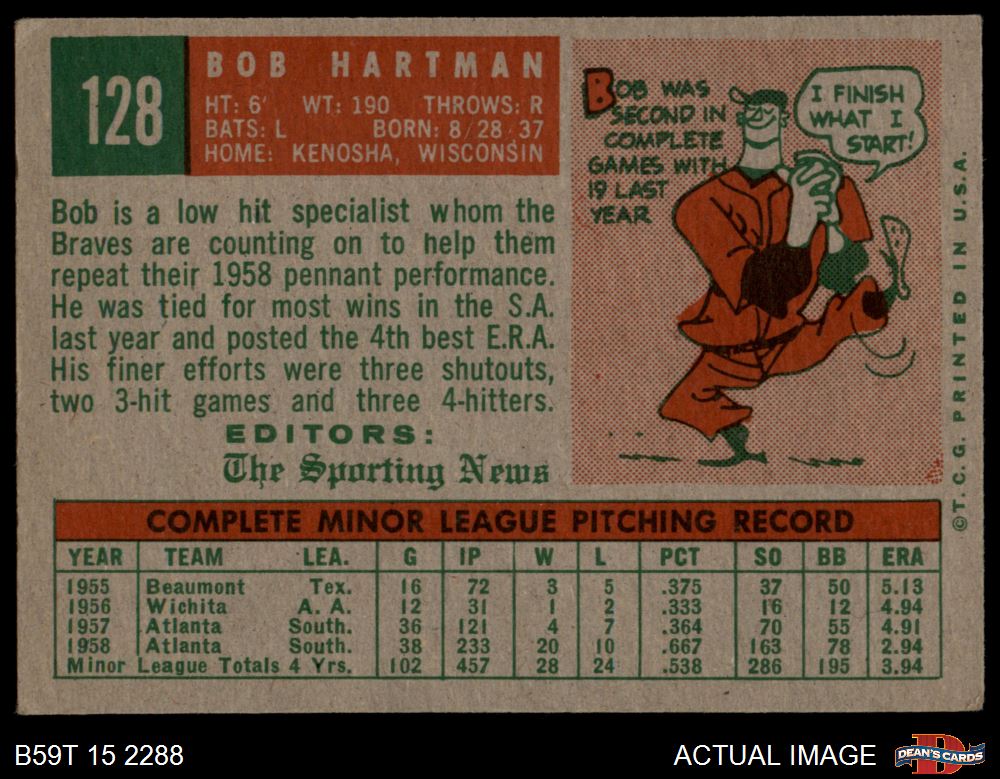 128
BOB HARTMAN
HT: 6' WT: 190 THROWS: R
BATS: L BORN: 8/28/37
HOME: KENOSHA, WISCONSIN
Bob is a low hit specialist whom the
Braves are counting on to help them
repeat their 1958 pennant performance.
He was tied for most wins in the S.A.
last year and posted the 4th best E.R.A.
His finer efforts were three shutouts,
two 3-hit games and three 4-hitters.
EDITORS:
The Sporting News
BOB WAS
SECOND IN
COMPLETE
GAMES WITH
19 LAST
YEAR
I FINISH
WHAT I
START!
© T. C. G. PRINTED IN U.S.A.
COMPLETE MINOR LEAGUE PITCHING RECORD
YEAR TEAM LEA. G IP W L PCT SO BB ERA
1955 Beaumont Tex. 16 72 3 5 .375 37 50 5.13
1956 Wichita A. A. 12 31 1 2 .333 16 12 4.94
1957 Atlanta South. 36 121 4 7 .364 70 55 4.91
1958 Atlanta South. 38 233 20 10 .667 163 78 2.94
Minor League Totals 4 Yrs. 102 457 28 24 .538 286 195 3.94
B59T 15 2288
ACTUAL IMAGE
DEAN'S CARDS